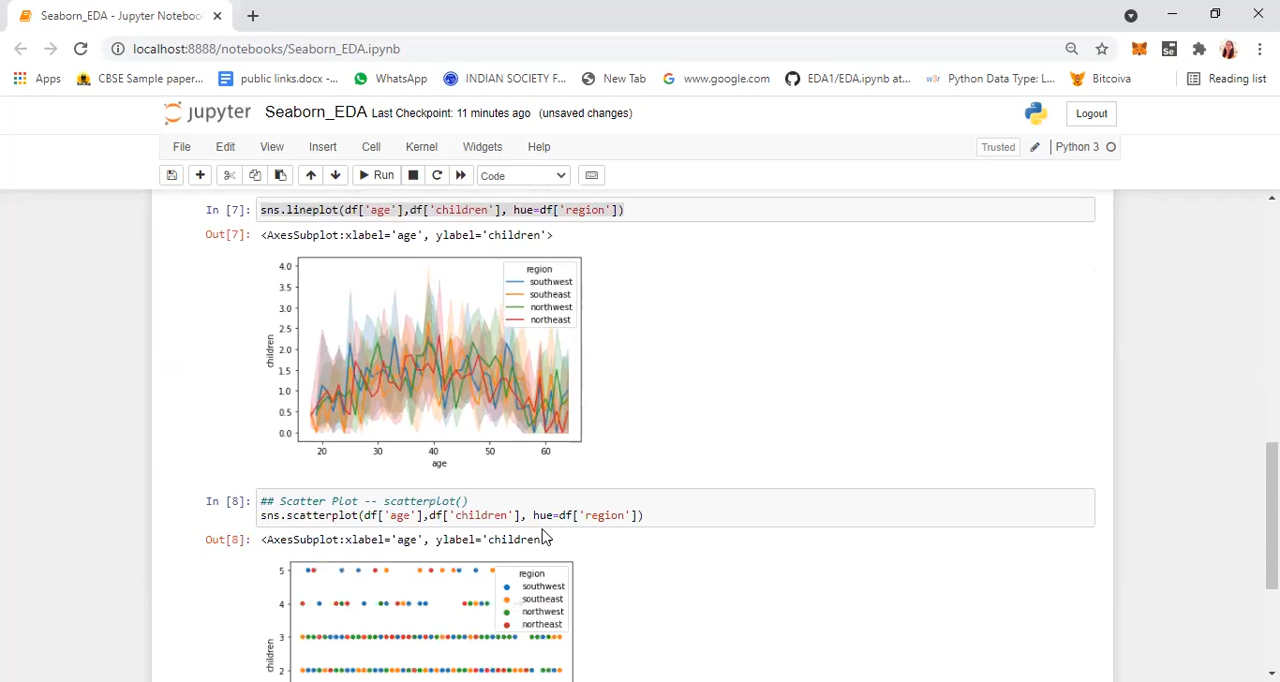 Seaborn_EDA - Jupyter Notebook
localhost:8888/notebooks/Seaborn_EDA.ipynb
Apps CBSE Sample paper... public links.docx -... WhatsApp INDIAN SOCIETY F... New Tab www.google.com EDA1/EDA.ipynb at... Python Data Type: L... Bitcoiva Reading list
jupyter Seaborn_EDA Last Checkpoint: 11 minutes ago (unsaved changes) Logout
File Edit View Insert Cell Kernel Widgets Help Trusted Python 3
Run Code
In [7]: sns.lineplot(df['age'],df['children'], hue=df['region'])
Out[7]: <AxesSubplot:xlabel='age', ylabel='children'>
region
southwest
southeast
northwest
northeast
4.0
3.5
3.0
2.5
2.0
1.5
1.0
0.5
0.0
children
20 30 40 50 60
age
In [8]: ## Scatter Plot -- scatterplot()
sns.scatterplot(df['age'],df['children'], hue=df['region'])
Out[8]: <AxesSubplot:xlabel='age', ylabel='children'>
region
southwest
southeast
northwest
northeast
5
4
3
2
children